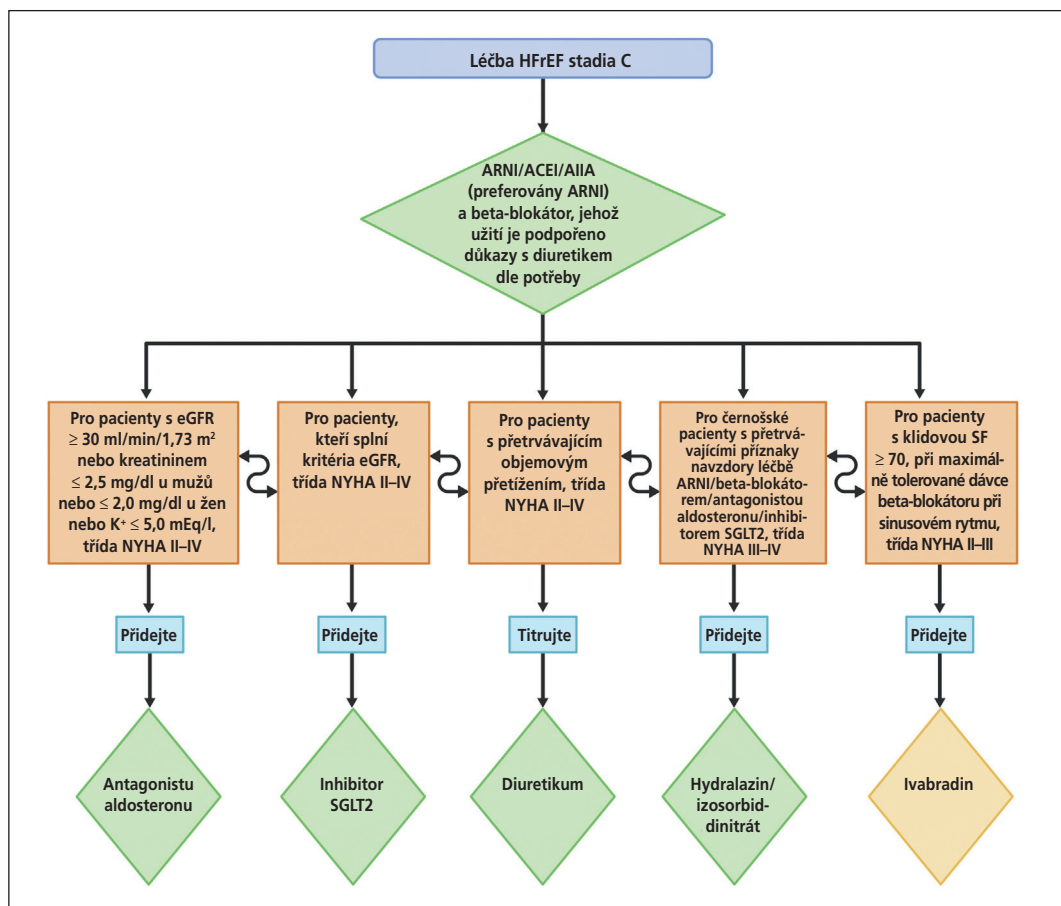 Léčba HFrEF stadia C
ARNI/ACEI/AIIA
(preferovány ARNI)
a beta-blokátor, jehož
užití je podpořeno
důkazy s diuretikem
dle potřeby
Pro pacienty s eGFR
≥ 30 ml/min/1,73 m²
nebo kreatininem
≤ 2,5 mg/dl u mužů
nebo ≤ 2,0 mg/dl u žen
nebo K⁺ ≤ 5,0 mEq/l,
třída NYHA II–IV
Pro pacienty,
kteří splní
kritéria eGFR,
třída NYHA II–IV
Pro pacienty
s přetrvávajícím
objemovým
přetížením, třída
NYHA II–IV
Pro černošské
pacienty s přetrvá-
vajícími příznaky
navzdory léčbě
ARNI/beta-blokáto-
rem/antagonistou
aldosteronu/inhibi-
torem SGLT2, třída
NYHA III–IV
Pro pacienty
s klidovou SF
≥ 70, při maximál-
ně tolerované dávce
beta-blokátoru při
sinusovém rytmu,
třída NYHA II–III
Přidejte
Přidejte
Titrujte
Přidejte
Přidejte
Antagonistu
aldosteronu
Inhibitor
SGLT2
Diuretikum
Hydralazin/
izosorbid-
dinitrát
Ivabradin